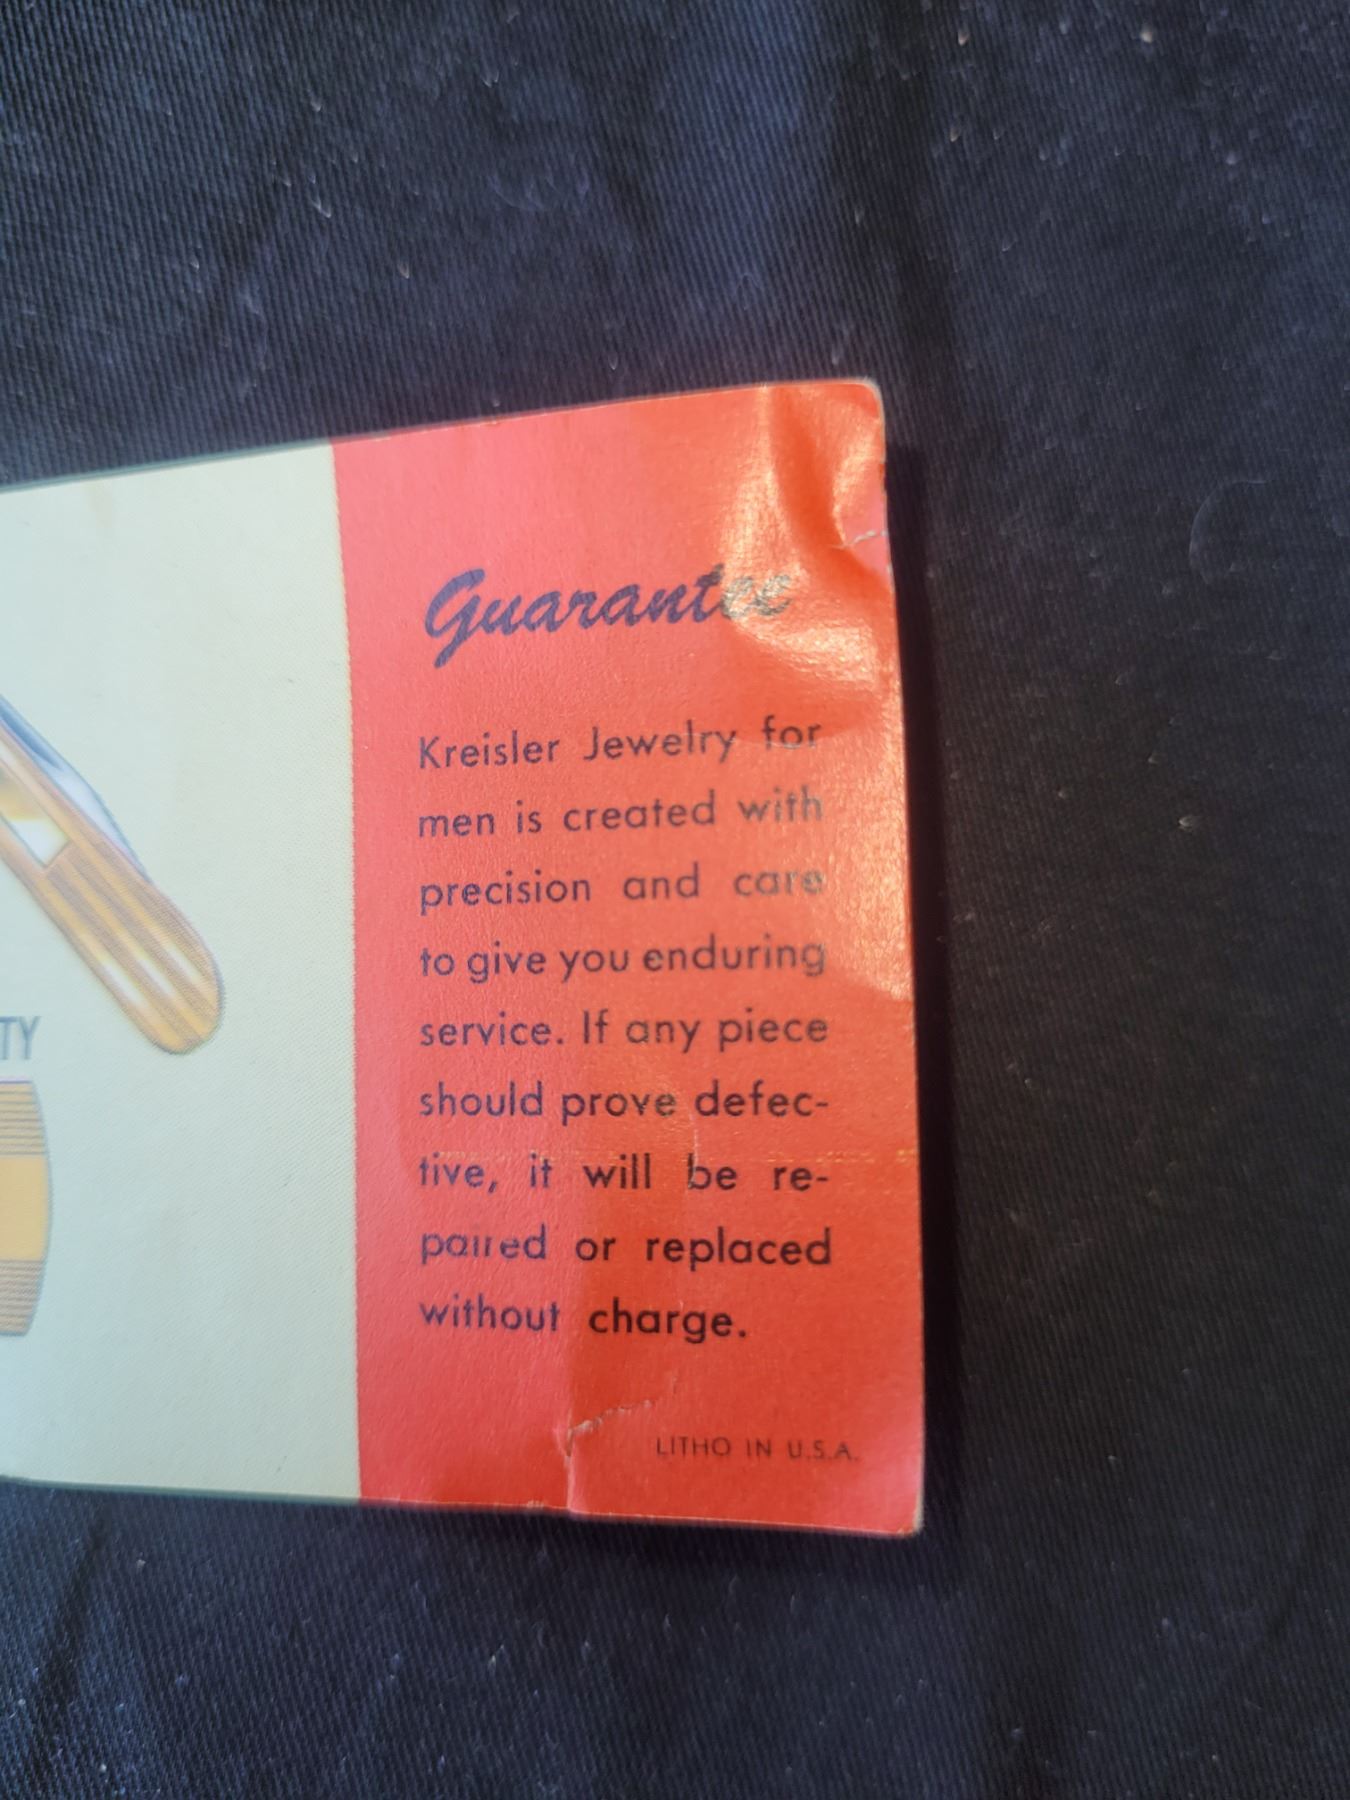 TY
Guarantee
Kreisler Jewelry for
men is created with
precision and care
to give you enduring
service. If any piece
should prove defec-
tive, it will be re-
paired or replaced
without charge.
LITHO IN U.S.A.